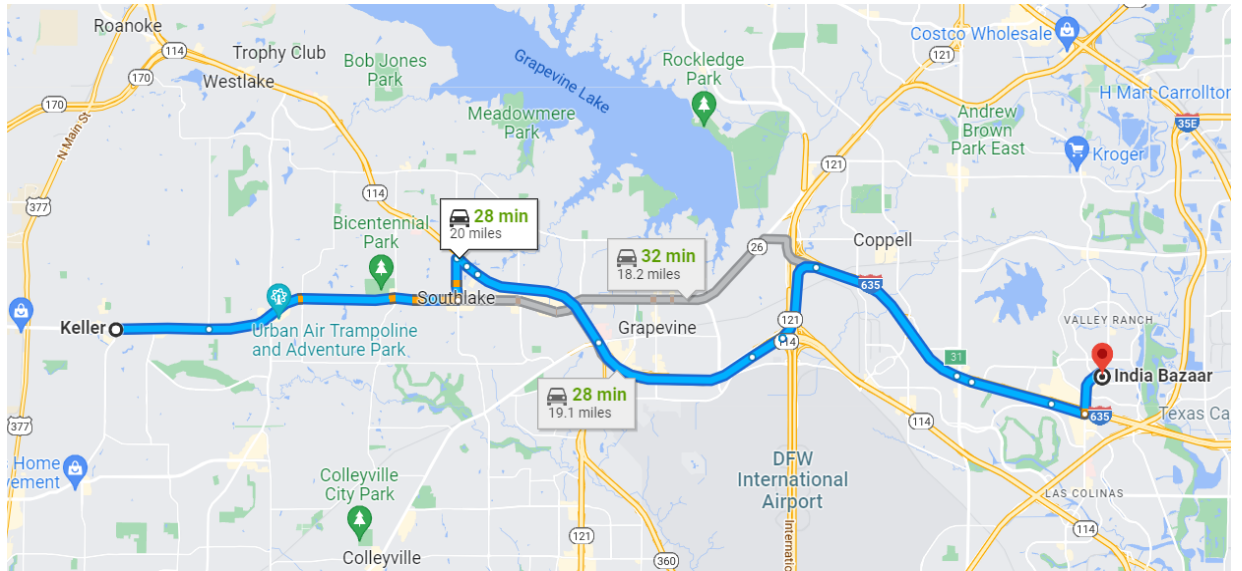 Roanoke
114
Trophy Club
170
Westlake
170
N Main St
377
Bob Jones
Park
Grapevine Lake
Meadowmere
Park
Rockledge
Park
Costco Wholesale
121
H Mart Carrollton
Andrew
Brown
Park East
35E
Kroger
121
114
Bicentennial
Park
28 min
20 miles
32 min
18.2 miles
26
Coppell
635
Southlake
Keller
Urban Air Trampoline
and Adventure Park
Grapevine
121
114
VALLEY RANCH
31
India Bazaar
635
Texas Ca
28 min
19.1 miles
377
s Home
vement
114
DFW
International
Airport
LAS COLINAS
Colleyville
City Park
Colleyville
121
360
Internatio
114